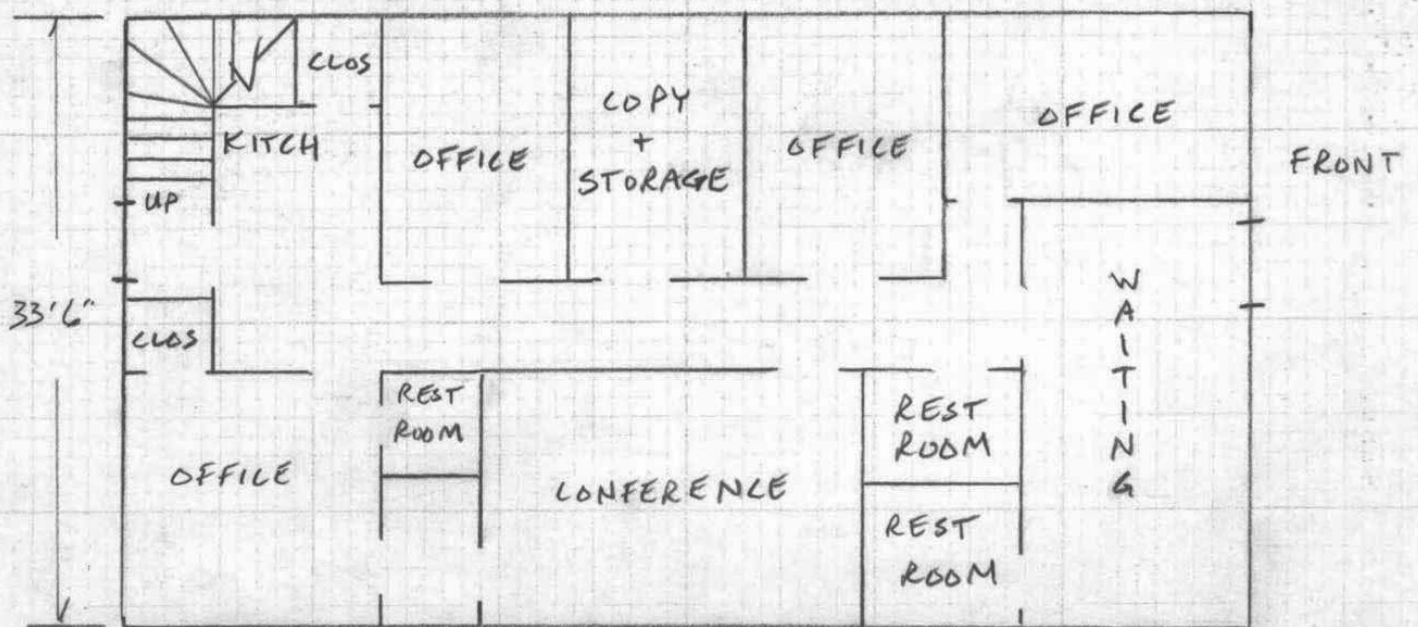 CLOS
KITCH
UP
OFFICE
COPY
+
STORAGE
OFFICE
OFFICE
FRONT
33'6"
CLOS
REST
ROOM
OFFICE
CONFERENCE
REST
ROOM
REST
ROOM
WAITING